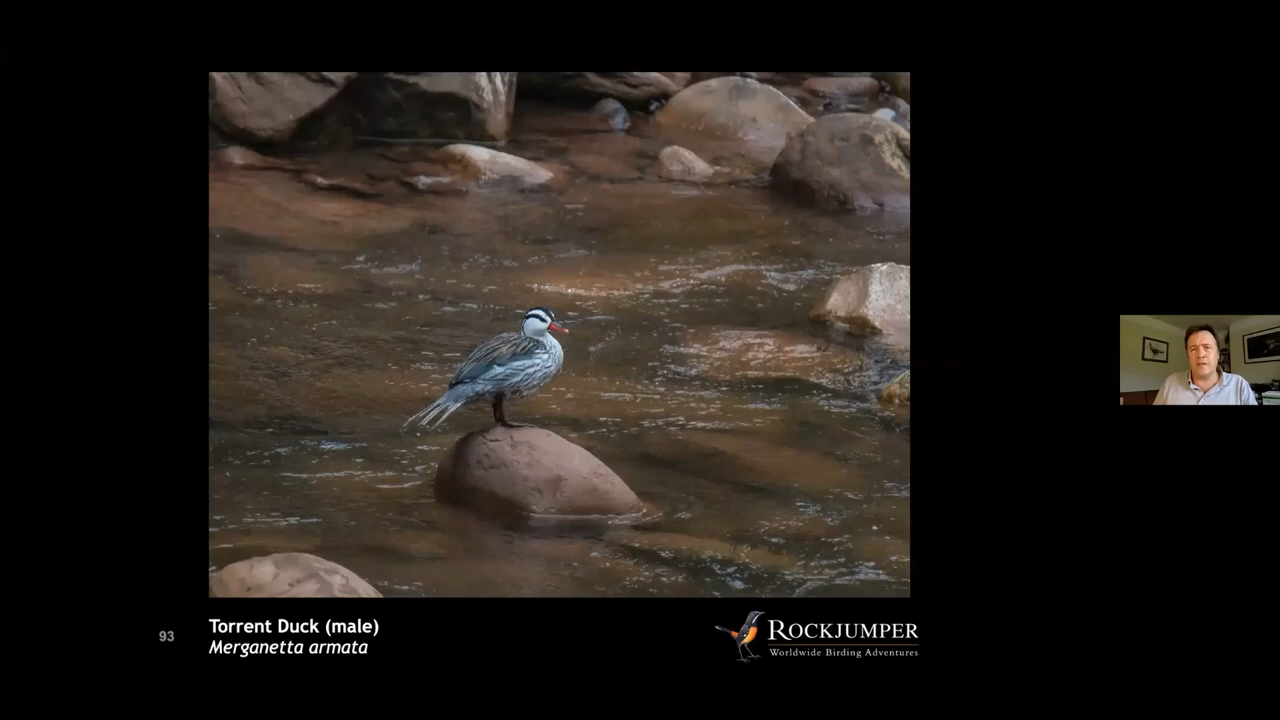 93
Torrent Duck (male)
Merganetta armata
ROCKJUMPER
Worldwide Birding Adventures